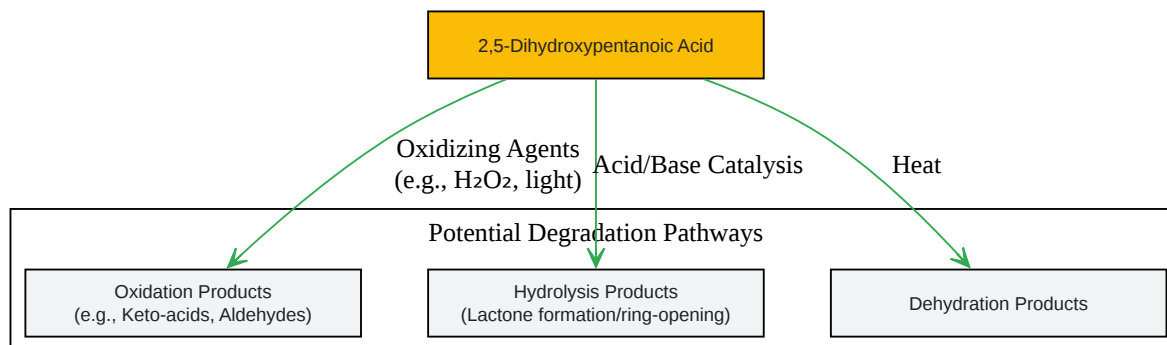 2,5-Dihydroxypentanoic Acid
Oxidizing Agents
(e.g., H₂O₂, light)
Acid/Base Catalysis
Heat
Potential Degradation Pathways
Oxidation Products
(e.g., Keto-acids, Aldehydes)
Hydrolysis Products
(Lactone formation/ring-opening)
Dehydration Products